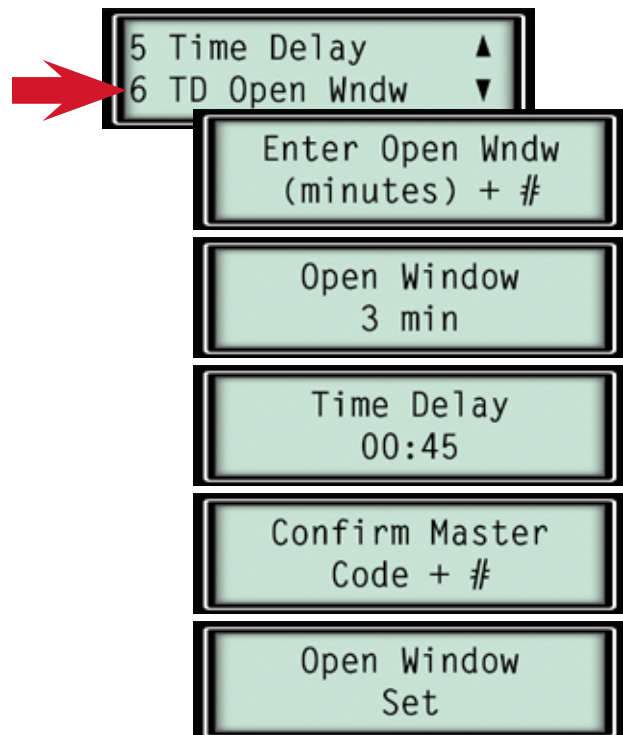 5 Time Delay ▲
6 TD Open Wndw ▼
Enter Open Wndw
(minutes) + #
Open Window
3 min
Time Delay
00:45
Confirm Master
Code + #
Open Window
Set